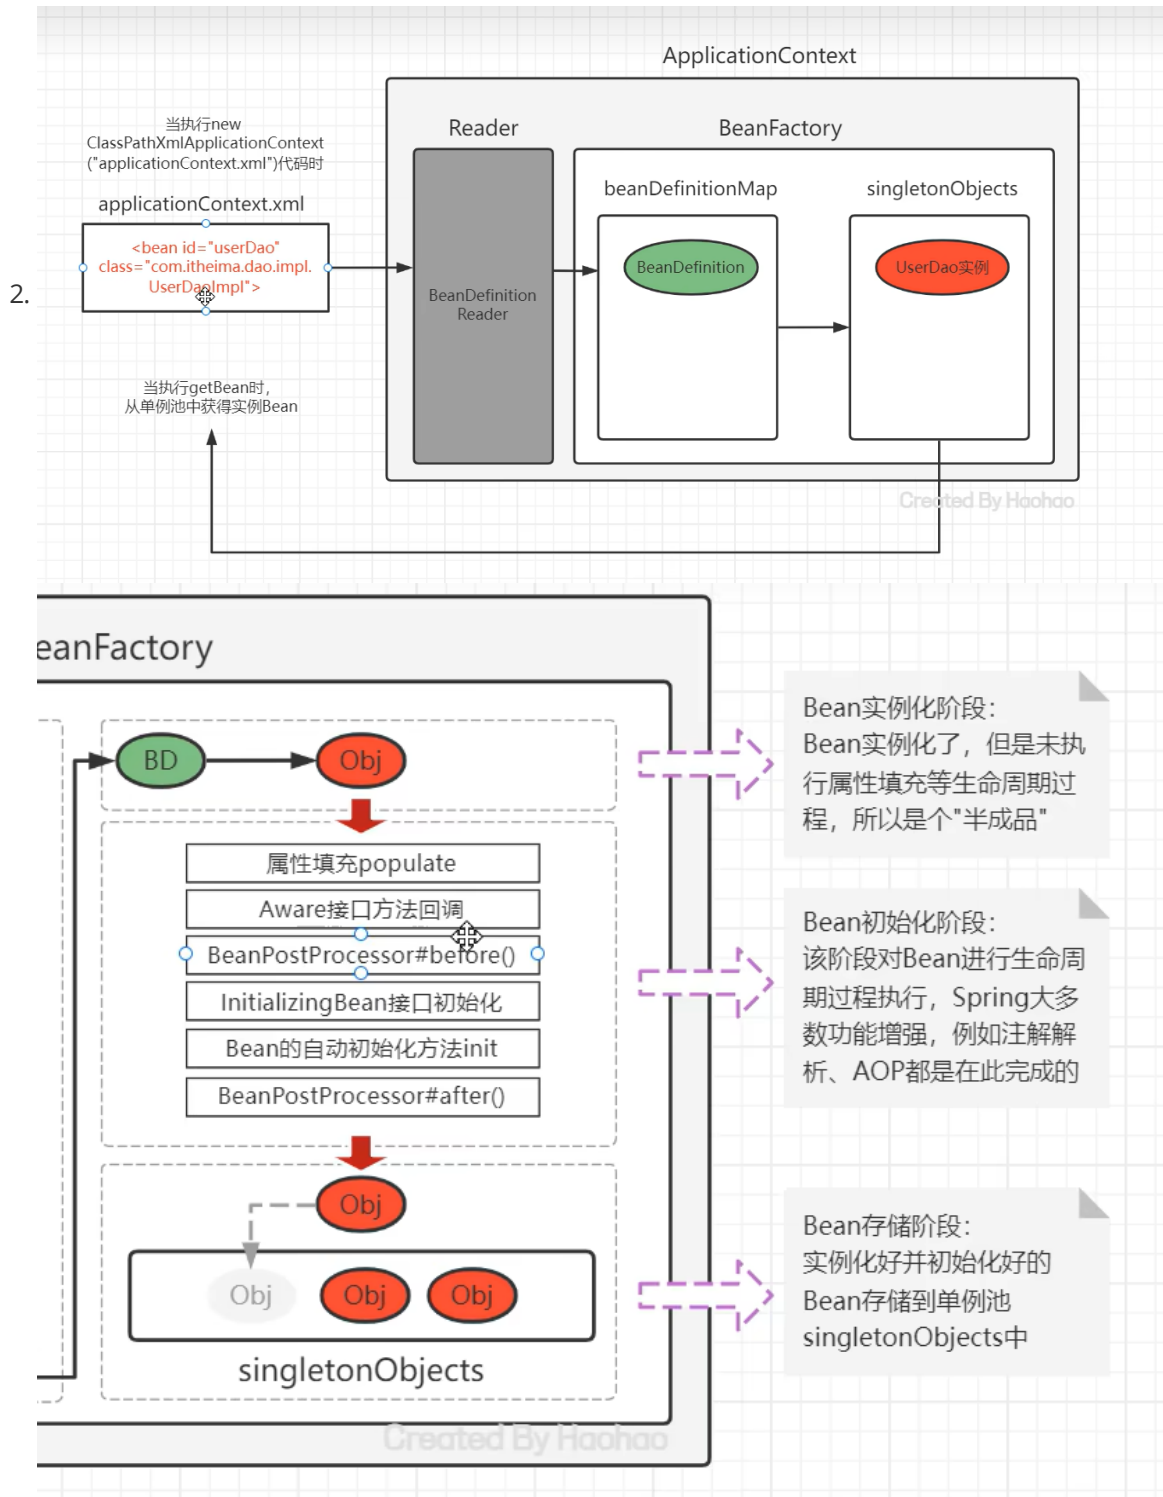 2.
ApplicationContext
当执行new
ClassPathXmlApplicationContext
("applicationContext.xml")代码时
applicationContext.xml
<bean id="userDao"
class="com.itheima.dao.impl.
UserDaoImpl">
Reader
BeanDefinition
Reader
BeanFactory
beanDefinitionMap
BeanDefinition
singletonObjects
UserDao实例
当执行getBean时，
从单例池中获得实例Bean
Created By Haohao
eanFactory
BD
Obj
属性填充populate
Aware接口方法回调
BeanPostProcessor#before()
InitializingBean接口初始化
Bean的自动初始化方法init
BeanPostProcessor#after()
Obj
Obj
Obj
Obj
singletonObjects
Bean实例化阶段：
Bean实例化了，但是未执
行属性填充等生命周期过
程，所以是个"半成品"
Bean初始化阶段：
该阶段对Bean进行生命周
期过程执行，Spring大多
数功能增强，例如注解解
析、AOP都是在此完成的
Bean存储阶段：
实例化好并初始化好的
Bean存储到单例池
singletonObjects中
Created By Haohao